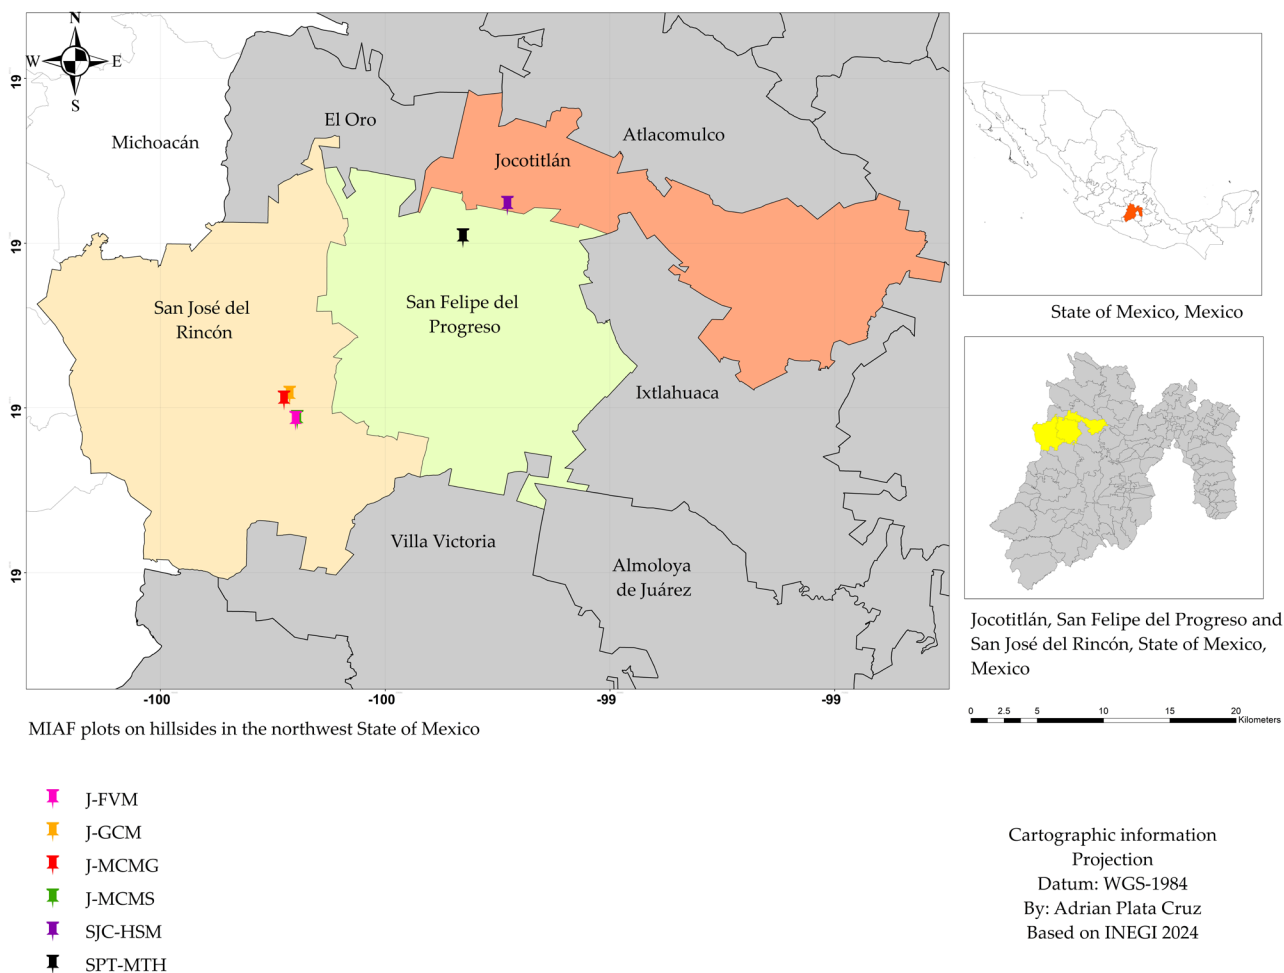 N
W
E
S
Michoacán
El Oro
Jocotitlán
Atlacomulco
San José del
Rincón
San Felipe del
Progreso
Ixtlahuaca
Villa Victoria
Almoloya
de Juárez
19
19
19
19
-100
-100
-99
-99
State of Mexico, Mexico
Jocotitlán, San Felipe del Progreso and
San José del Rincón, State of Mexico,
Mexico
0 2.5 5 10 15 20
Kilometers
MIAF plots on hillsides in the northwest State of Mexico
J-FVM
J-GCM
J-MCMG
J-MCMS
SJC-HSM
SPT-MTH
Cartographic information
Projection
Datum: WGS-1984
By: Adrian Plata Cruz
Based on INEGI 2024